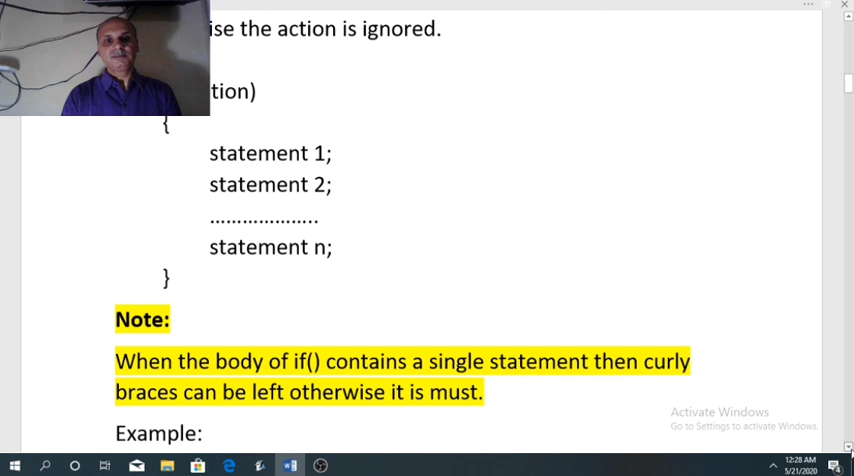 ise the action is ignored.
tion)
{
statement 1;
statement 2;
………………..
statement n;
}
Note:
When the body of if() contains a single statement then curly
braces can be left otherwise it is must.
Example:
Activate Windows
Go to Settings to activate Windows.
12:28 AM
5/21/2020